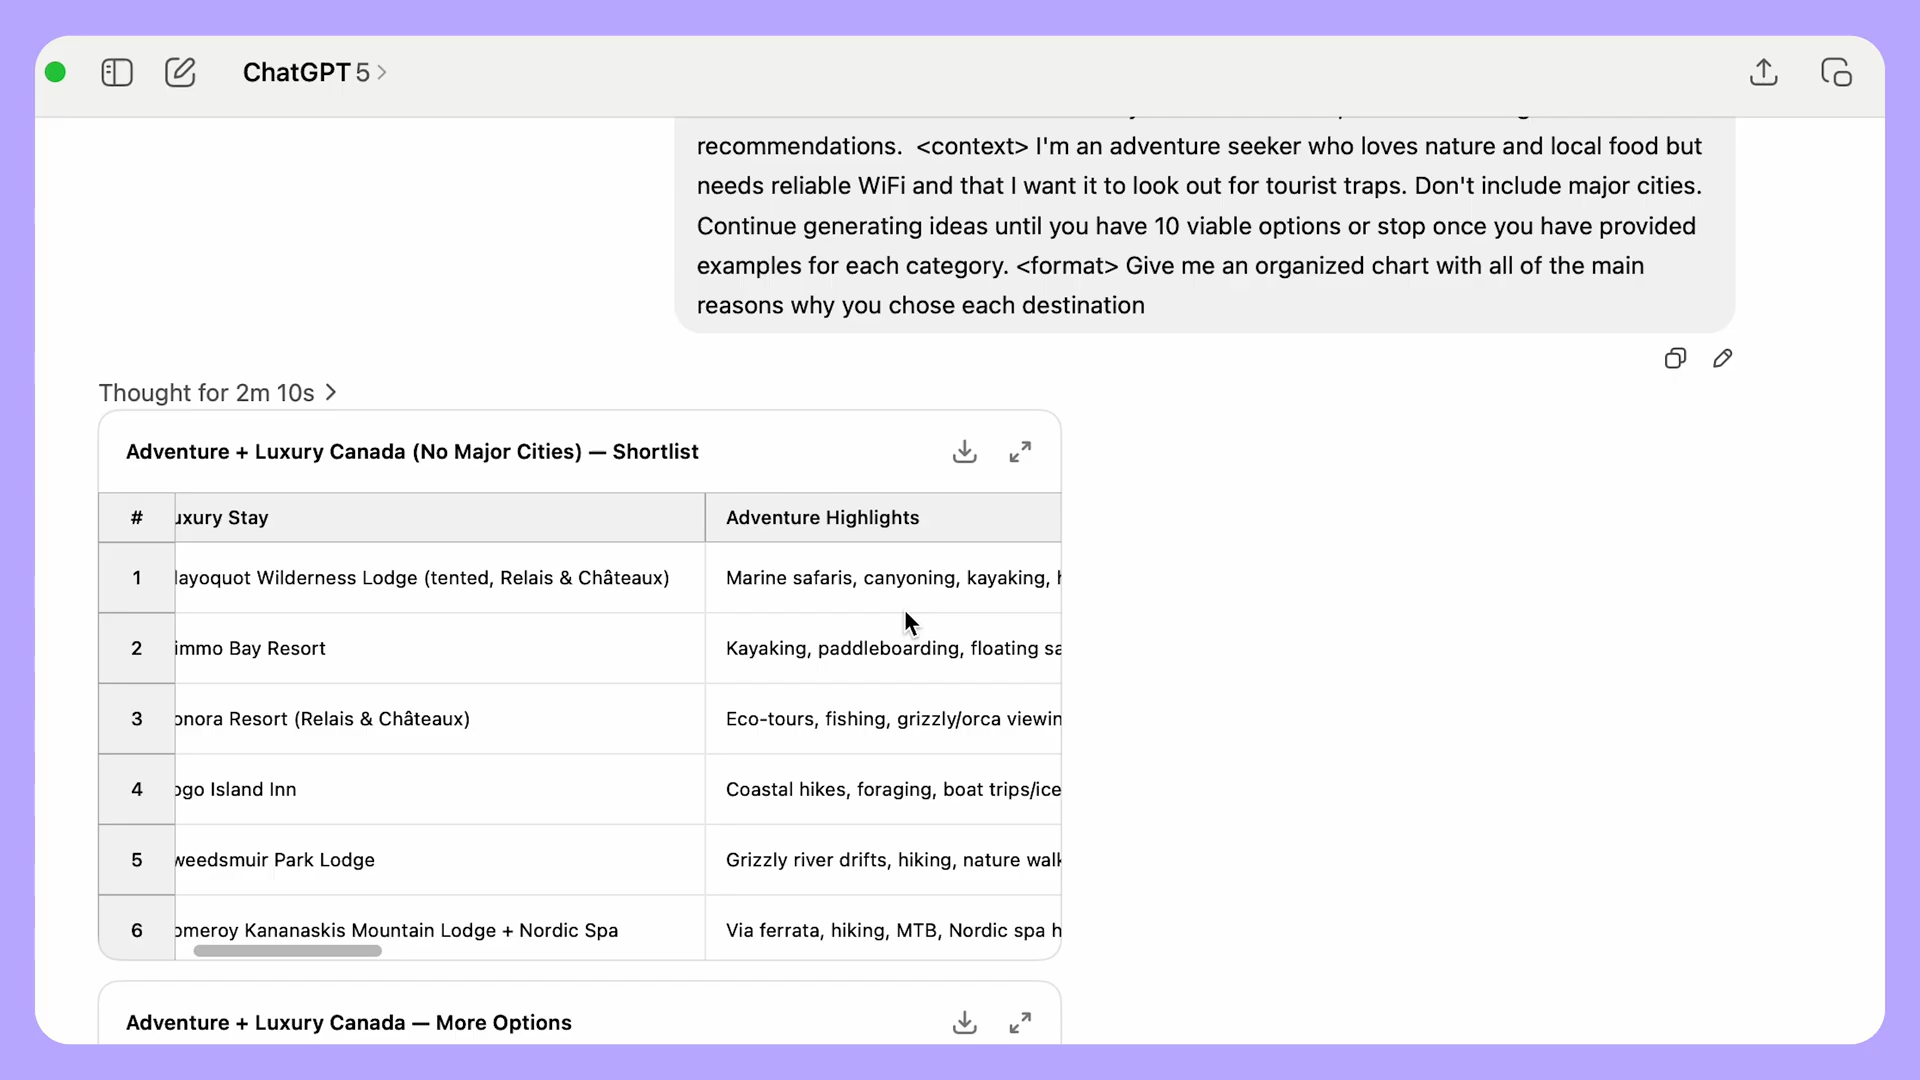 ChatGPT 5 >
recommendations. <context> I'm an adventure seeker who loves nature and local food but
needs reliable WiFi and that I want it to look out for tourist traps. Don't include major cities.
Continue generating ideas until you have 10 viable options or stop once you have provided
examples for each category. <format> Give me an organized chart with all of the main
reasons why you chose each destination
Thought for 2m 10s >
Adventure + Luxury Canada (No Major Cities) — Shortlist
# uxury Stay Adventure Highlights
1 layoquot Wilderness Lodge (tented, Relais & Châteaux) Marine safaris, canyoning, kayaking, h
2 immo Bay Resort Kayaking, paddleboarding, floating sa
3 onora Resort (Relais & Châteaux) Eco-tours, fishing, grizzly/orca viewin
4 ogo Island Inn Coastal hikes, foraging, boat trips/ice
5 weedsmuir Park Lodge Grizzly river drifts, hiking, nature walk
6 omeroy Kananaskis Mountain Lodge + Nordic Spa Via ferrata, hiking, MTB, Nordic spa h
Adventure + Luxury Canada — More Options